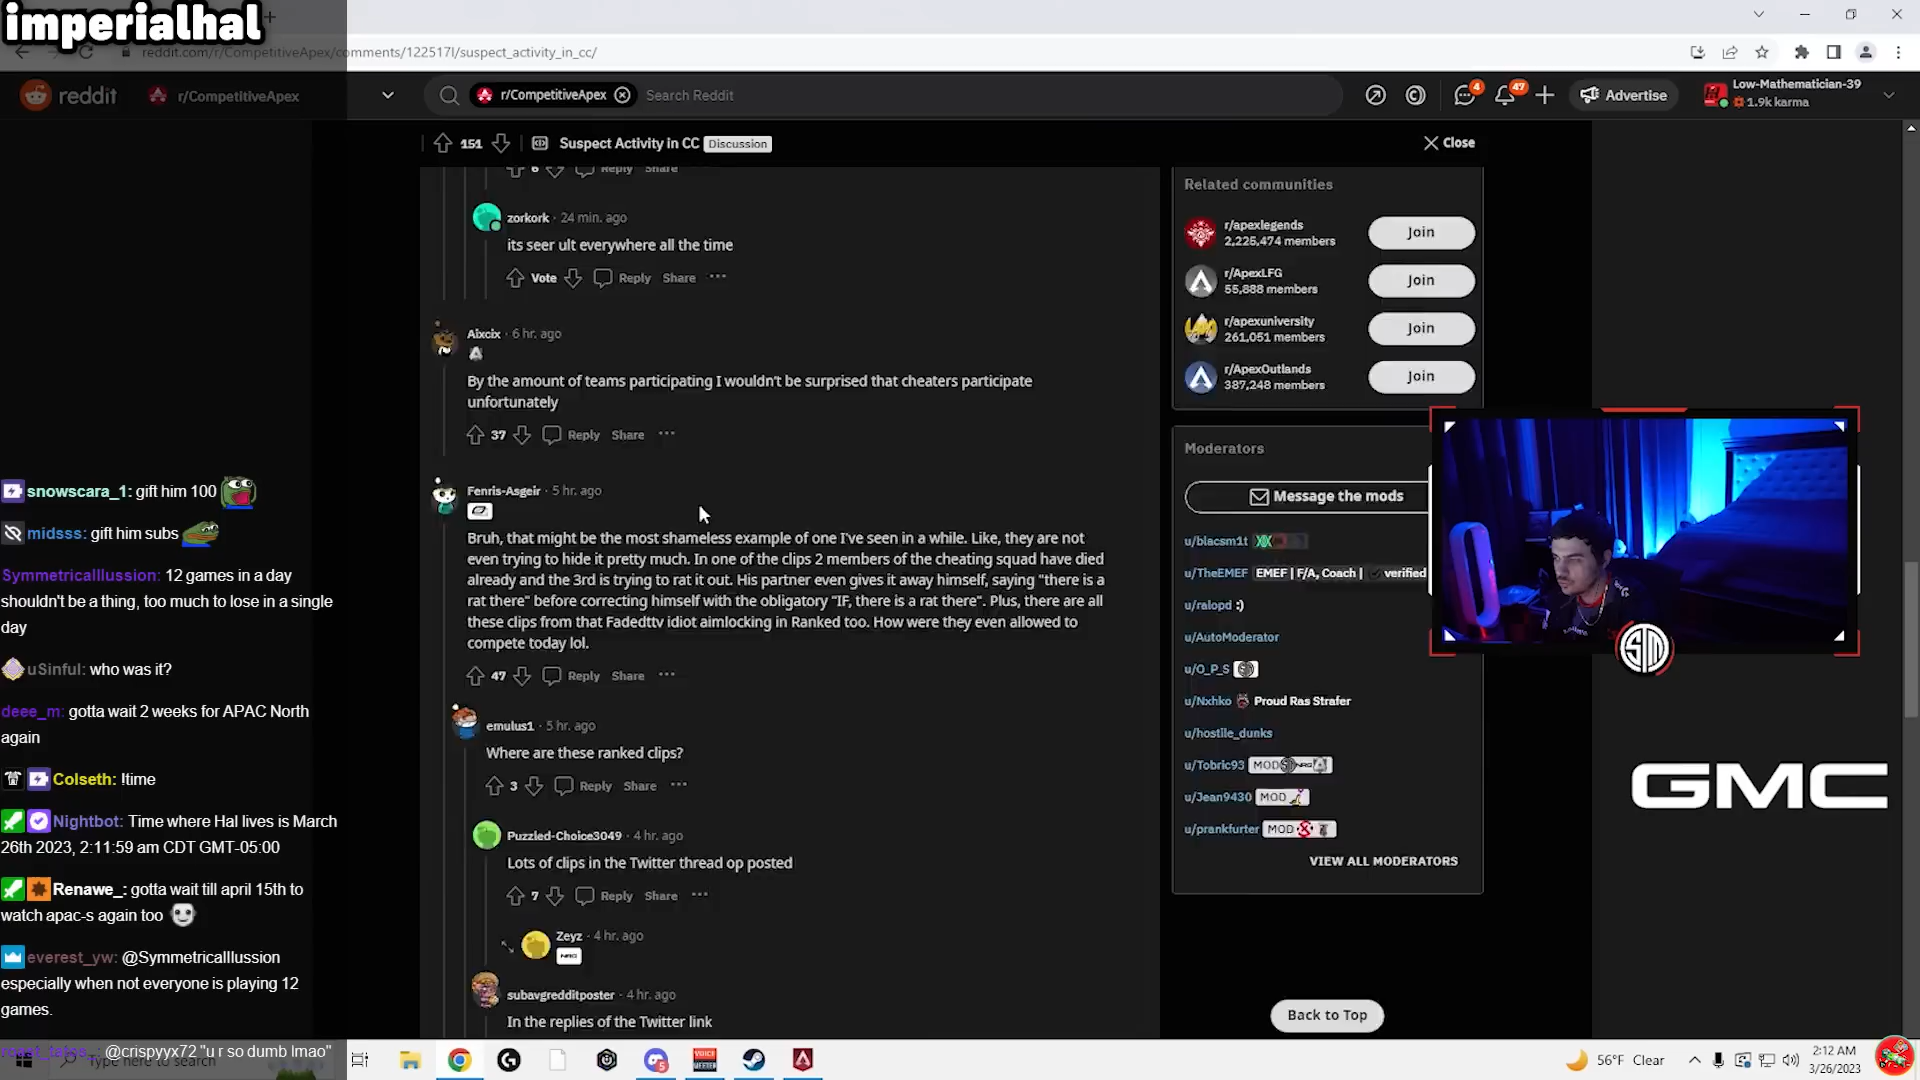 imperialhal
reddit.com/r/CompetitiveApex/comments/122517l/suspect_activity_in_cc/
reddit
r/CompetitiveApex
r/CompetitiveApex
Search Reddit
4
47
Advertise
Low-Mathematician-39
1.9k karma
151
Suspect Activity in CC
Discussion
Close
6
Reply
Share
zorkork · 24 min. ago
its seer ult everywhere all the time
Vote
Reply
Share
Aixcix · 6 hr. ago
By the amount of teams participating I wouldn't be surprised that cheaters participate
unfortunately
37
Reply
Share
Fenris-Asgeir · 5 hr. ago
Bruh, that might be the most shameless example of one I've seen in a while. Like, they are not
even trying to hide it pretty much. In one of the clips 2 members of the cheating squad have died
already and the 3rd is trying to rat it out. His partner even gives it away himself, saying "there is a
rat there" before correcting himself with the obligatory "IF, there is a rat there". Plus, there are all
these clips from that Fadedttv idiot aimlocking in Ranked too. How were they even allowed to
compete today lol.
47
Reply
Share
emulus1 · 5 hr. ago
Where are these ranked clips?
3
Reply
Share
Puzzled-Choice3049 · 4 hr. ago
Lots of clips in the Twitter thread op posted
7
Reply
Share
Zeyz · 4 hr. ago
NRG
subavgredditposter · 4 hr. ago
In the replies of the Twitter link
Related communities
r/apexlegends
2,225,474 members
Join
r/ApexLFG
55,888 members
Join
r/apexuniversity
261,051 members
Join
r/ApexOutlands
387,248 members
Join
Moderators
Message the mods
u/blacsm1t
u/TheEMEF EMEF | F/A, Coach | verified
u/ralopd :)
u/AutoModerator
u/O_P_S
u/Nxhko Proud Ras Strafer
u/hostile_dunks
u/Tobric93 MOD NRG
u/Jean9430 MOD
u/prankfurter MOD
VIEW ALL MODERATORS
Back to Top
TSM
GMC
snowscara_1: gift him 100
midsss: gift him subs
SymmetricalIlussion: 12 games in a day
shouldn't be a thing, too much to lose in a single
day
uSinful: who was it?
deee_m: gotta wait 2 weeks for APAC North
again
Colseth: !time
Nightbot: Time where Hal lives is March
26th 2023, 2:11:59 am CDT GMT-05:00
Renawe_: gotta wait till april 15th to
watch apac-s again too
everest_yw: @SymmetricalIlussion
especially when not everyone is playing 12
games.
@crispyyx72 "u r so dumb lmao"
Type here to search
5
56°F Clear
2:12 AM
3/26/2023